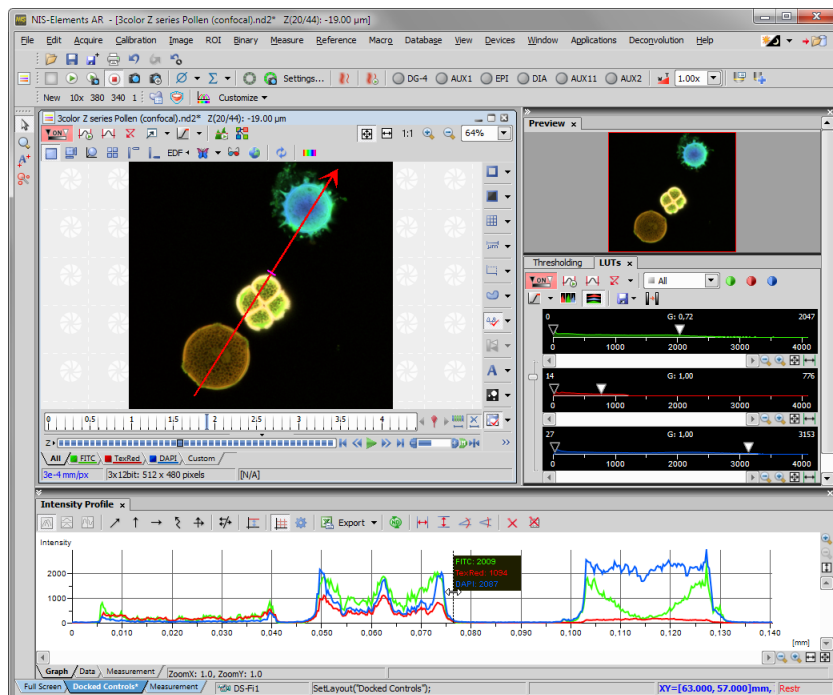 NIS-Elements AR - [3color Z series Pollen (confocal).nd2*  Z(20/44): -19.00 µm]
File Edit Acquire Calibration Image ROI Binary Measure Reference Macro Database View Devices Window Applications Deconvolution Help
Settings... DG-4 AUX1 EPI DIA AUX11 AUX2 1.00x
New 10x 380 340 1 Customize
3color Z series Pollen (confocal).nd2*  Z(20/44): -19.00 µm
ON 1:1 64%
EDF
0 0.5 1 1.5 2 2.5 3 3.5 4
Z
All FITC TexRed DAPI Custom
3e-4 mm/px 3x12bit: 512 x 480 pixels [N/A]
Preview x
Thresholding LUTs x
ON All
0 G: 0,72 2047
0 1000 2000 3000 4000
14 G: 1,00 776
0 1000 2000 3000 4000
27 G: 1,00 3153
0 1000 2000 3000 4000
Intensity Profile x
Export
Intensity
2000
1000
0
FITC: 2009
TexRed: 1094
DAPI: 2087
0 0.010 0.020 0.030 0.040 0.050 0.060 0.070 0.080 0.090 0.100 0.110 0.120 0.130 0.140
[mm]
Graph Data Measurement ZoomX: 1.0, ZoomY: 1.0
Full Screen Docked Controls* Measurement DS-Fi1 SetLayout("Docked Controls"); XY=[63.000, 57.000]mm, Restr